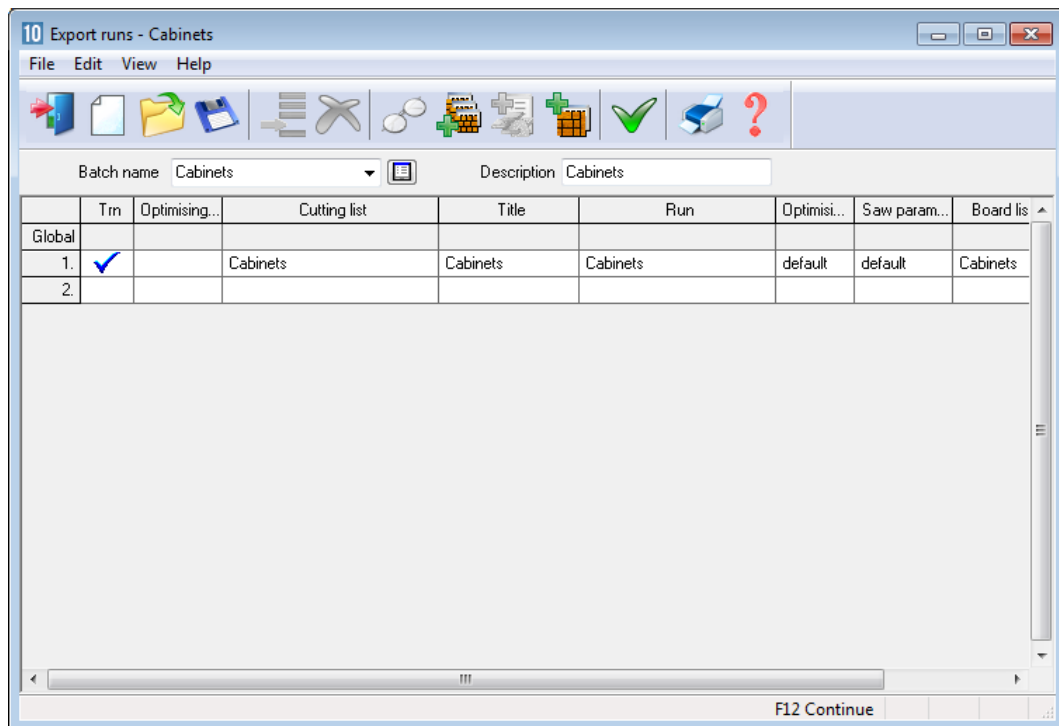 10 Export runs - Cabinets
File Edit View Help
Batch name Cabinets Description Cabinets
Trn Optimising... Cutting list Title Run Optimisi... Saw param... Board lis
Global
1. Cabinets Cabinets Cabinets default default Cabinets
2.
F12 Continue